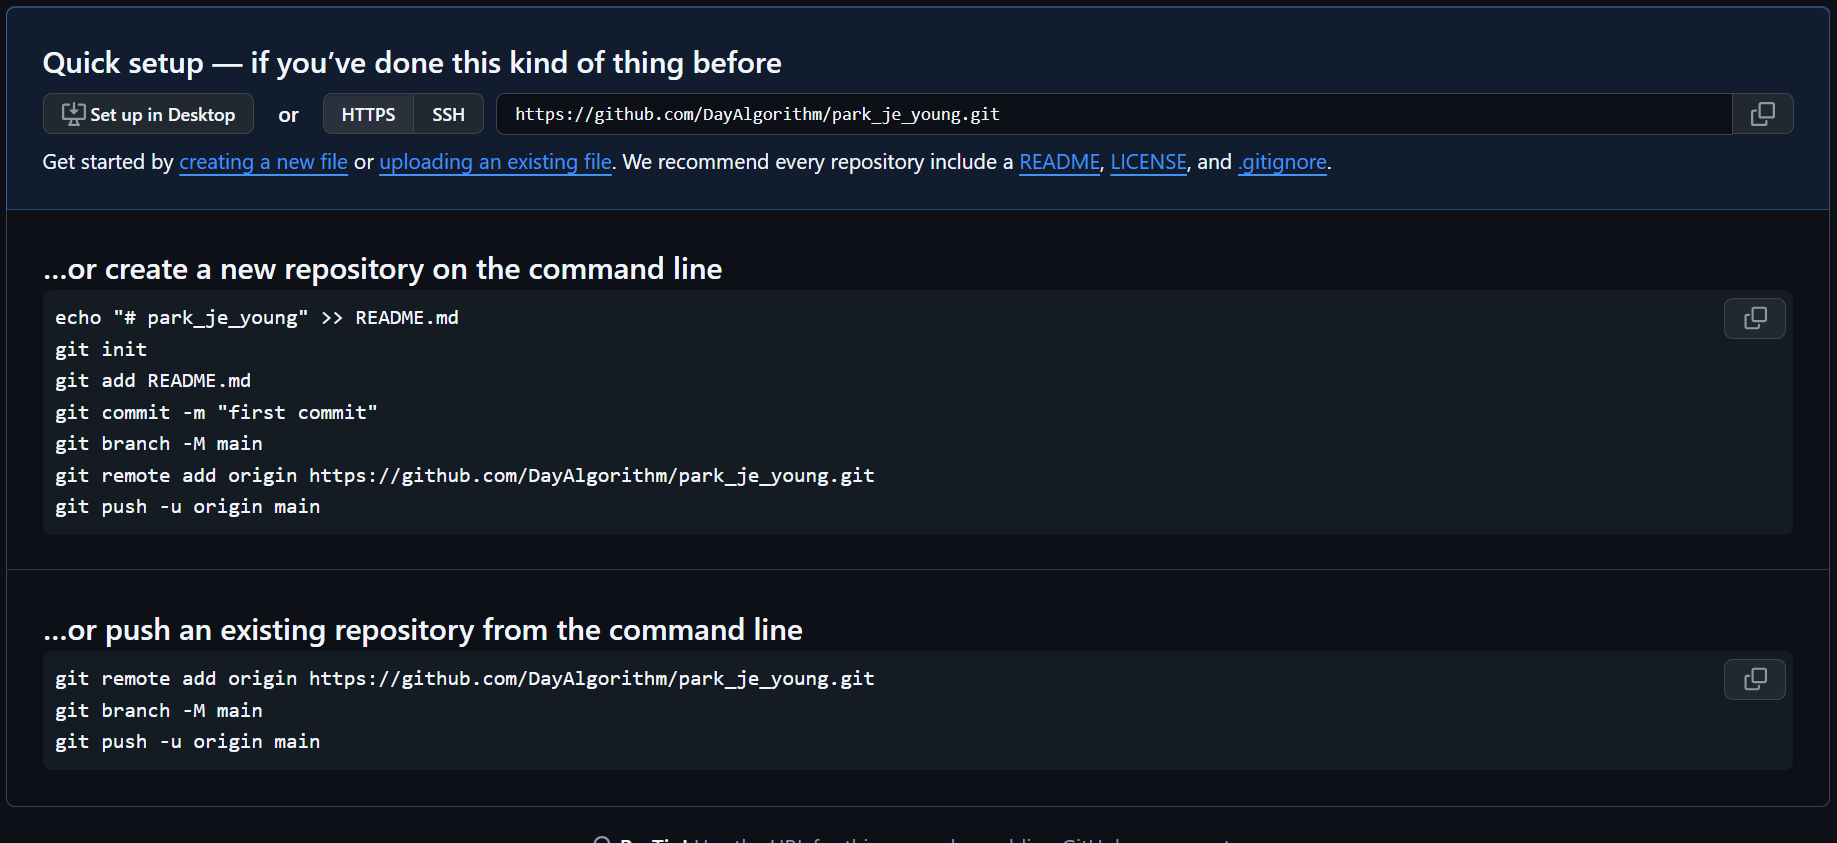 Quick setup — if you’ve done this kind of thing before
Set up in Desktop or HTTPS SSH https://github.com/DayAlgorithm/park_je_young.git
Get started by creating a new file or uploading an existing file. We recommend every repository include a README, LICENSE, and .gitignore.
…or create a new repository on the command line
echo "# park_je_young" >> README.md
git init
git add README.md
git commit -m "first commit"
git branch -M main
git remote add origin https://github.com/DayAlgorithm/park_je_young.git
git push -u origin main
…or push an existing repository from the command line
git remote add origin https://github.com/DayAlgorithm/park_je_young.git
git branch -M main
git push -u origin main